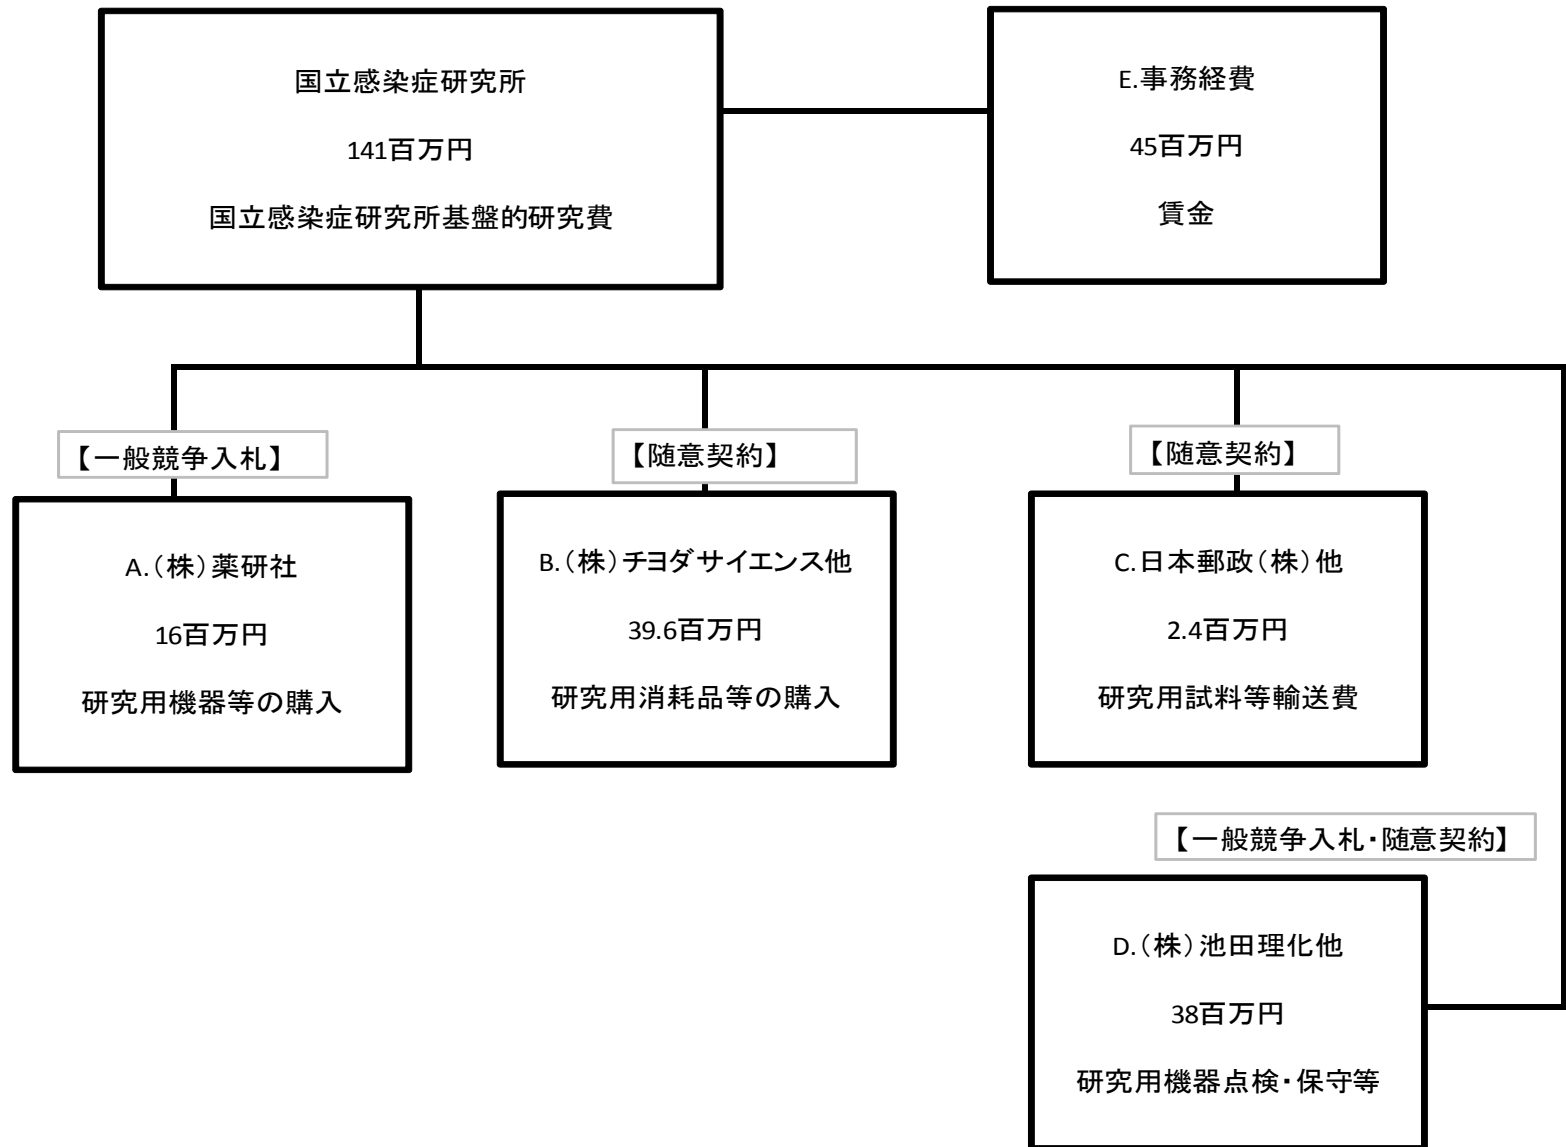 国立感染症研究所
141百万円
国立感染症研究所基盤的研究費
E.事務経費
45百万円
賃金
【一般競争入札】
【随意契約】
【随意契約】
A.（株）薬研社
16百万円
研究用機器等の購入
B.（株）チヨダサイエンス他
39.6百万円
研究用消耗品等の購入
C.日本郵政（株）他
2.4百万円
研究用試料等輸送費
【一般競争入札・随意契約】
D.（株）池田理化他
38百万円
研究用機器点検・保守等